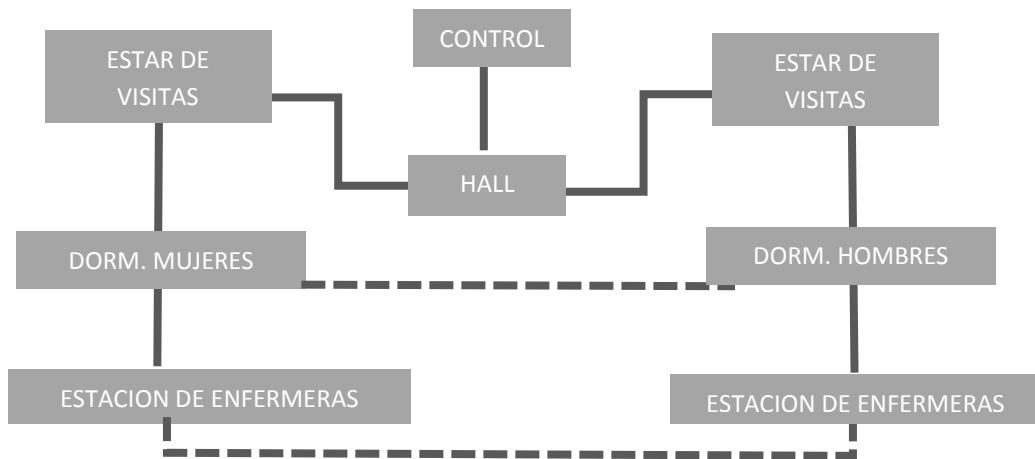 CONTROL
ESTAR DE
VISITAS
ESTAR DE
VISITAS
HALL
DORM. MUJERES
DORM. HOMBRES
ESTACION DE ENFERMERAS
ESTACION DE ENFERMERAS